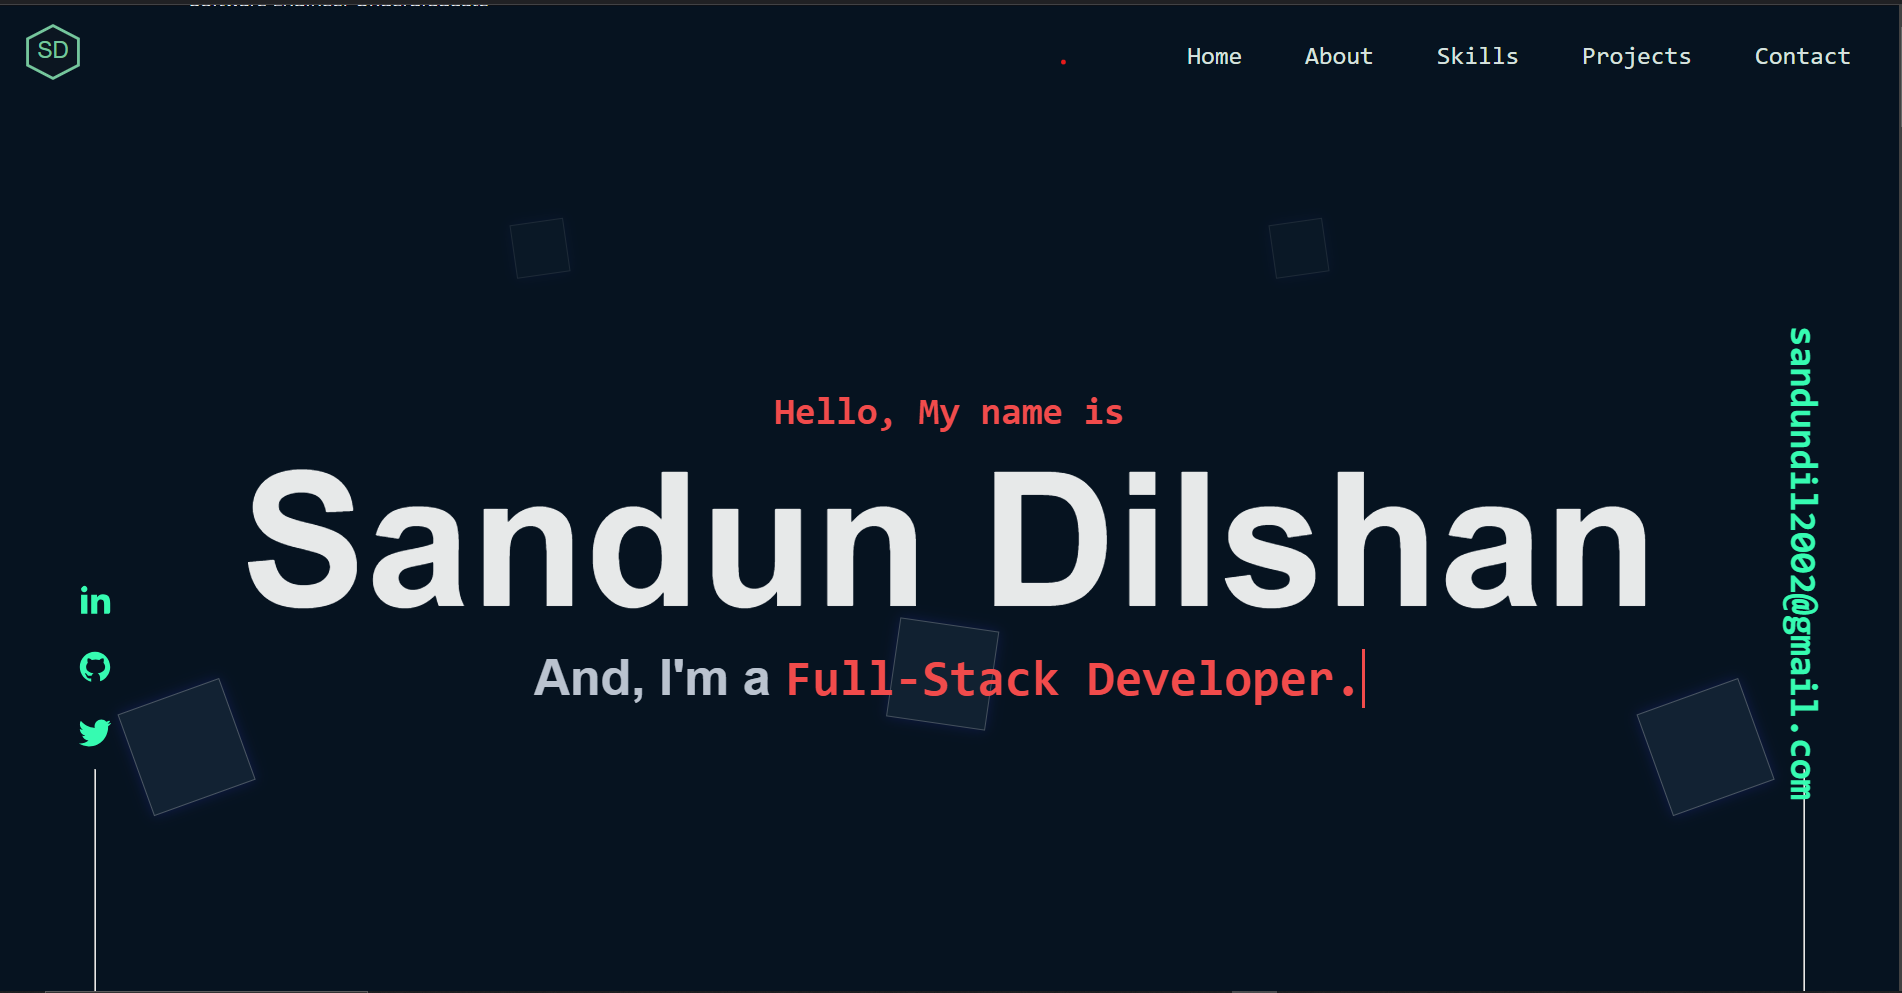 SD
Home About Skills Projects Contact
Hello, My name is
Sandun Dilshan
And, I'm a Full-Stack Developer.
in
sandundil2002@gmail.com